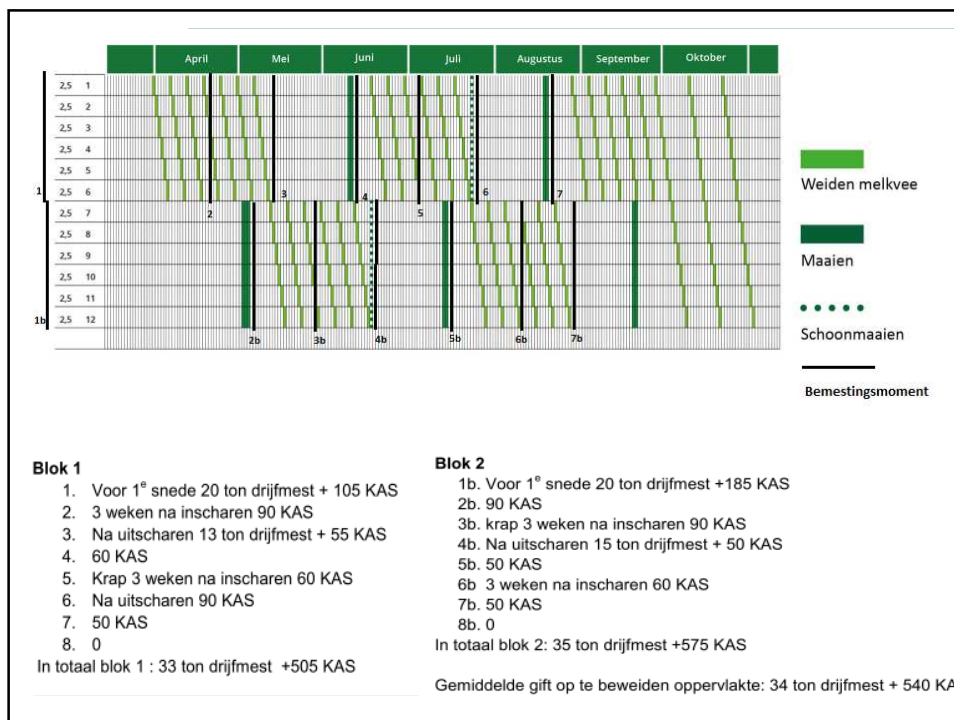 April Mei Juni Juli Augustus September Oktober
2,5 1
2,5 2
2,5 3
2,5 4
2,5 5
1 2,5 6 3 4 6 7
2,5 7 2 5
2,5 8
2,5 9
2,5 10
2,5 11
1b 2,5 12
2b 3b 4b 5b 6b 7b
Weiden melkvee
Maaien
Schoonmaaien
Bemestingsmoment
Blok 1
1. Voor 1e snede 20 ton drijfmest + 105 KAS
2. 3 weken na inscharen 90 KAS
3. Na uitscharen 13 ton drijfmest + 55 KAS
4. 60 KAS
5. Krap 3 weken na inscharen 60 KAS
6. Na uitscharen 90 KAS
7. 50 KAS
8. 0
In totaal blok 1 : 33 ton drijfmest +505 KAS
Blok 2
1b. Voor 1e snede 20 ton drijfmest +185 KAS
2b. 90 KAS
3b. krap 3 weken na inscharen 90 KAS
4b. Na uitscharen 15 ton drijfmest + 50 KAS
5b. 50 KAS
6b 3 weken na inscharen 60 KAS
7b. 50 KAS
8b. 0
In totaal blok 2: 35 ton drijfmest +575 KAS
Gemiddelde gift op te beweiden oppervlakte: 34 ton drijfmest + 540 KA